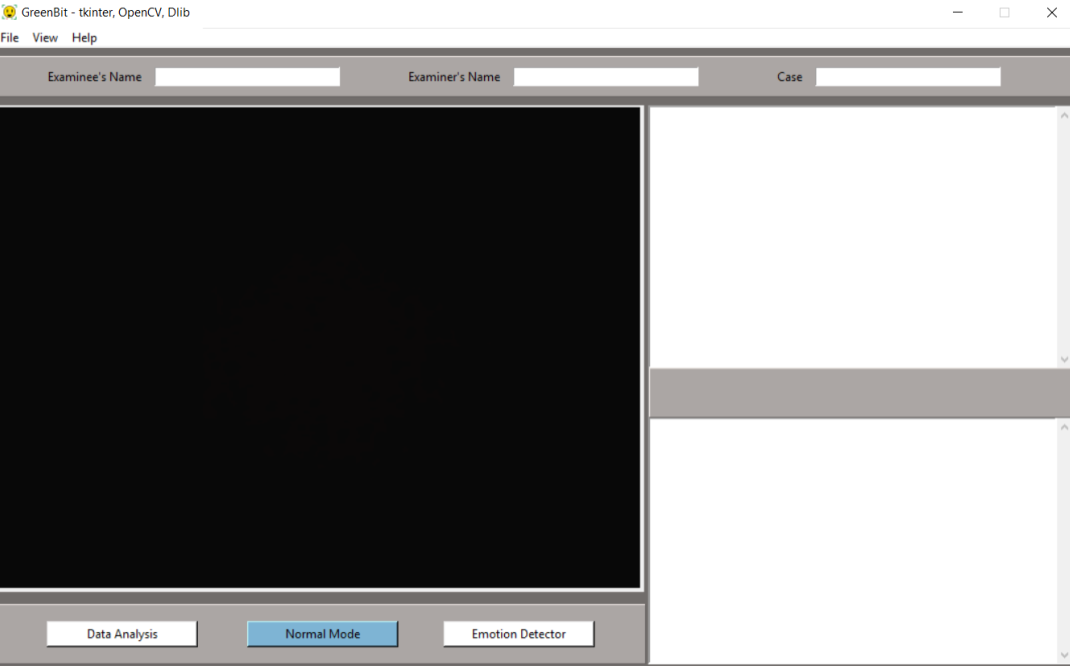 GreenBit - tkinter, OpenCV, Dlib
File View Help
Examinee's Name Examiner's Name Case
Data Analysis Normal Mode Emotion Detector